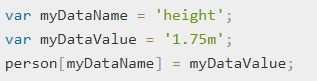 var myDataName = 'height';
var myDataValue = '1.75m';
person[myDataName] = myDataValue;